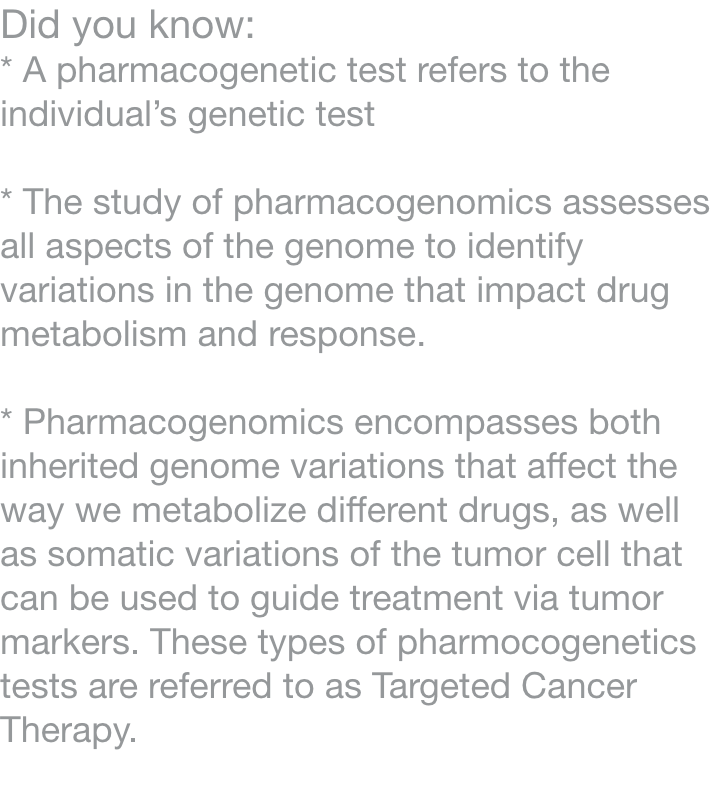 Did you know:
* A pharmacogenetic test refers to the
individual’s genetic test
* The study of pharmacogenomics assesses
all aspects of the genome to identify
variations in the genome that impact drug
metabolism and response.
* Pharmacogenomics encompasses both
inherited genome variations that affect the
way we metabolize different drugs, as well
as somatic variations of the tumor cell that
can be used to guide treatment via tumor
markers. These types of pharmocogenetics
tests are referred to as Targeted Cancer
Therapy.